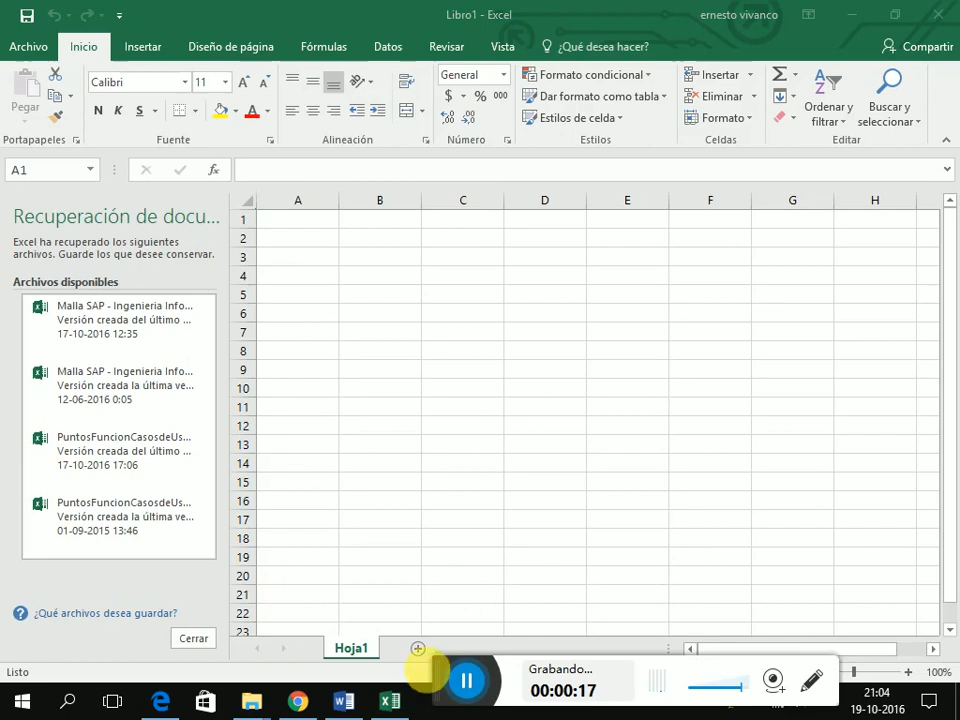 Libro1 - Excel
ernesto vivanco
Archivo
Inicio
Insertar
Diseño de página
Fórmulas
Datos
Revisar
Vista
¿Qué desea hacer?
Compartir
Pegar
Calibri
11
N K S
General
$ % 000
Formato condicional
Dar formato como tabla
Estilos de celda
Insertar
Eliminar
Formato
Ordenar y
filtrar
Buscar y
seleccionar
Portapapeles
Fuente
Alineación
Número
Estilos
Celdas
Editar
A1
fx
Recuperación de docu...
Excel ha recuperado los siguientes
archivos. Guarde los que desee conservar.
Archivos disponibles
Malla SAP - Ingenieria Info...
Versión creada del último ...
17-10-2016 12:35
Malla SAP - Ingenieria Info...
Versión creada la última ve...
12-06-2016 0:05
PuntosFuncionCasosdeUs...
Versión creada del último ...
17-10-2016 17:06
PuntosFuncionCasosdeUs...
Versión creada la última ve...
01-09-2015 13:46
¿Qué archivos desea guardar?
Cerrar
A B C D E F G H
1
2
3
4
5
6
7
8
9
10
11
12
13
14
15
16
17
18
19
20
21
22
23
Hoja1
Listo
100%
Grabando...
00:00:17
21:04
19-10-2016